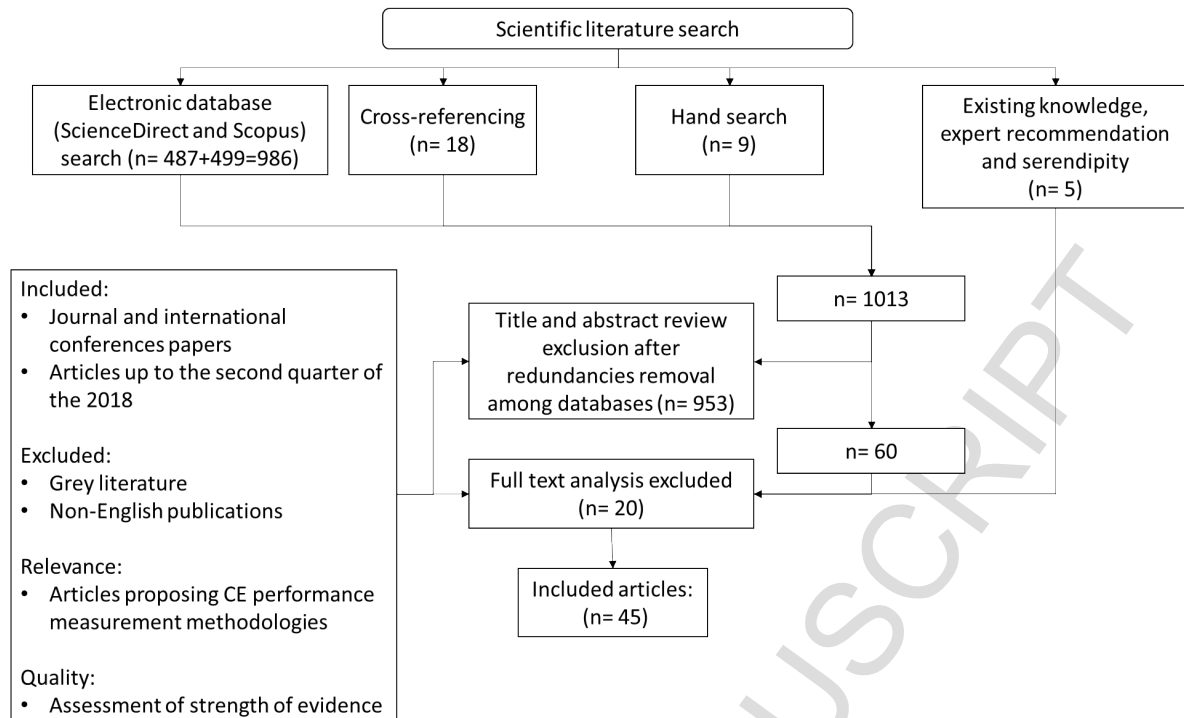 Scientific literature search
Electronic database
(ScienceDirect and Scopus)
search (n= 487+499=986)
Cross-referencing
(n= 18)
Hand search
(n= 9)
Existing knowledge,
expert recommendation
and serendipity
(n= 5)
n= 1013
Title and abstract review
exclusion after
redundancies removal
among databases (n= 953)
n= 60
Full text analysis excluded
(n= 20)
Included articles:
(n= 45)
Included:
• Journal and international
conferences papers
• Articles up to the second quarter of
the 2018
Excluded:
• Grey literature
• Non-English publications
Relevance:
• Articles proposing CE performance
measurement methodologies
Quality:
• Assessment of strength of evidence
USCRIPT